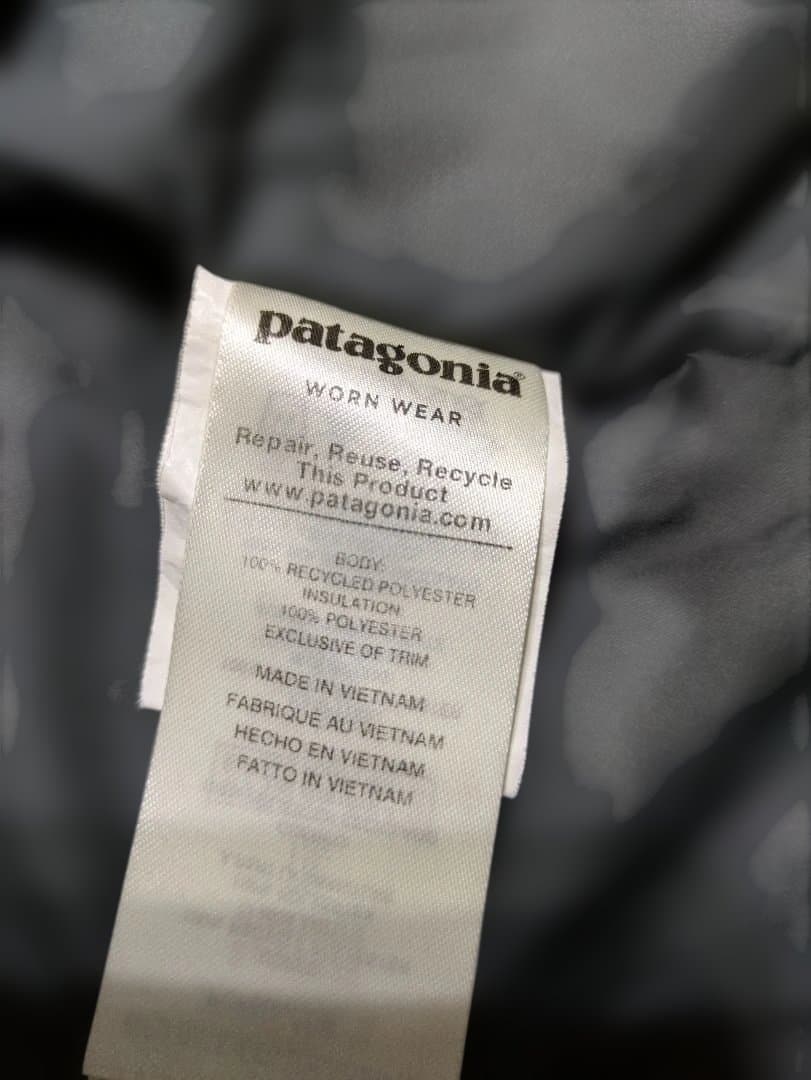 patagonia®
WORN WEAR
Repair, Reuse, Recycle
This Product
www.patagonia.com
BODY:
100% RECYCLED POLYESTER
INSULATION
100% POLYESTER
EXCLUSIVE OF TRIM
MADE IN VIETNAM
FABRIQUE AU VIETNAM
HECHO EN VIETNAM
FATTO IN VIETNAM